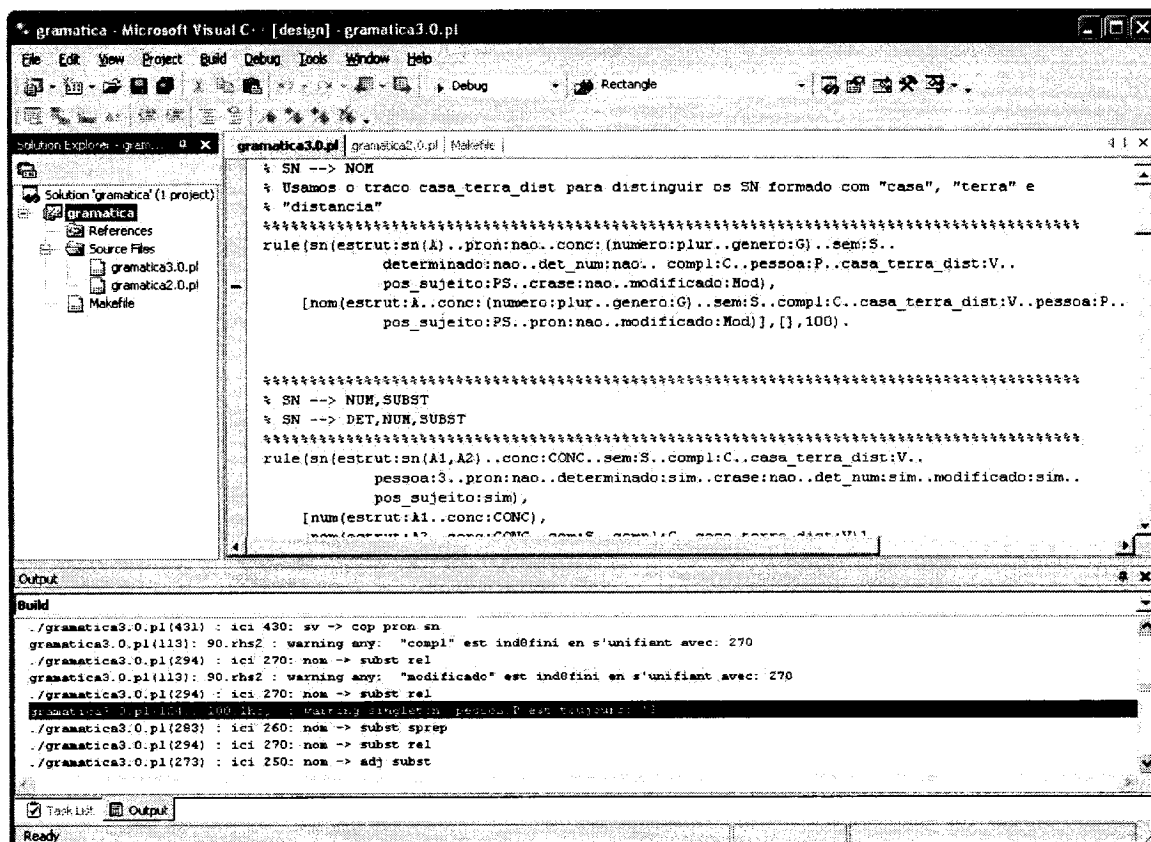 gramatica - Microsoft Visual C++ [design] - gramatica3.0.pl
File Edit View Project Build Debug Tools Window Help
Debug
Rectangle
Solution Explorer - gram...
gramatica3.0.pl gramatica2.0.pl Makefile
Solution 'gramatica' (1 project)
gramatica
References
Source Files
gramatica3.0.pl
gramatica2.0.pl
Makefile
% SN --> NOM
% Usamos o traco casa_terra_dist para distinguir os SN formado com "casa", "terra" e
% "distancia"
%%%%%%%%%%%%%%%%%%%%%%%%%%%%%%%%%%%%%%%%%%%%%%%%%%%%%%%%%%%%%%%%%%%%%%%%%%%%%%%%%%%%%%%%%%
rule(sn(estrut:sn(A)..pron:nao..conc:(numero:plur..genero:G)..sem:S..
determinado:nao..det_num:nao.. compl:C..pessoa:P..casa_terra_dist:V..
pos_sujeito:PS..crase:nao..modificado:Mod),
[nom(estrut:A..conc:(numero:plur..genero:G)..sem:S..compl:C..casa_terra_dist:V..pessoa:P..
pos_sujeito:PS..pron:nao..modificado:Mod)],[],100).
%%%%%%%%%%%%%%%%%%%%%%%%%%%%%%%%%%%%%%%%%%%%%%%%%%%%%%%%%%%%%%%%%%%%%%%%%%%%%%%%%%%%%%%%%%
% SN --> NUM,SUBST
% SN --> DET,NUM,SUBST
%%%%%%%%%%%%%%%%%%%%%%%%%%%%%%%%%%%%%%%%%%%%%%%%%%%%%%%%%%%%%%%%%%%%%%%%%%%%%%%%%%%%%%%%%%
rule(sn(estrut:sn(A1,A2)..conc:CONC..sem:S..compl:C..casa_terra_dist:V..
pessoa:3..pron:nao..determinado:sim..crase:nao..det_num:sim..modificado:sim..
pos_sujeito:sim),
[num(estrut:A1..conc:CONC),
Output
Build
./gramatica3.0.pl(431) : ici 430: sv -> cop pron sn
gramatica3.0.pl(113): 90.rhs2 : warning any: "compl" est indéfini en s'unifiant avec: 270
./gramatica3.0.pl(294) : ici 270: nom -> subst rel
gramatica3.0.pl(113): 90.rhs2 : warning any: "modificado" est indéfini en s'unifiant avec: 270
./gramatica3.0.pl(294) : ici 270: nom -> subst rel
warning singleton pessoa.P est toujours:
./gramatica3.0.pl(283) : ici 260: nom -> subst sprep
./gramatica3.0.pl(294) : ici 270: nom -> subst rel
./gramatica3.0.pl(273) : ici 250: nom -> adj subst
Task List Output
Ready